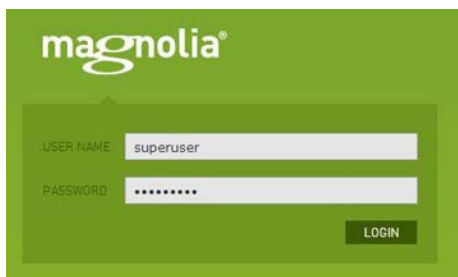 magnolia®
USER NAME superuser
PASSWORD •••••••••
LOGIN